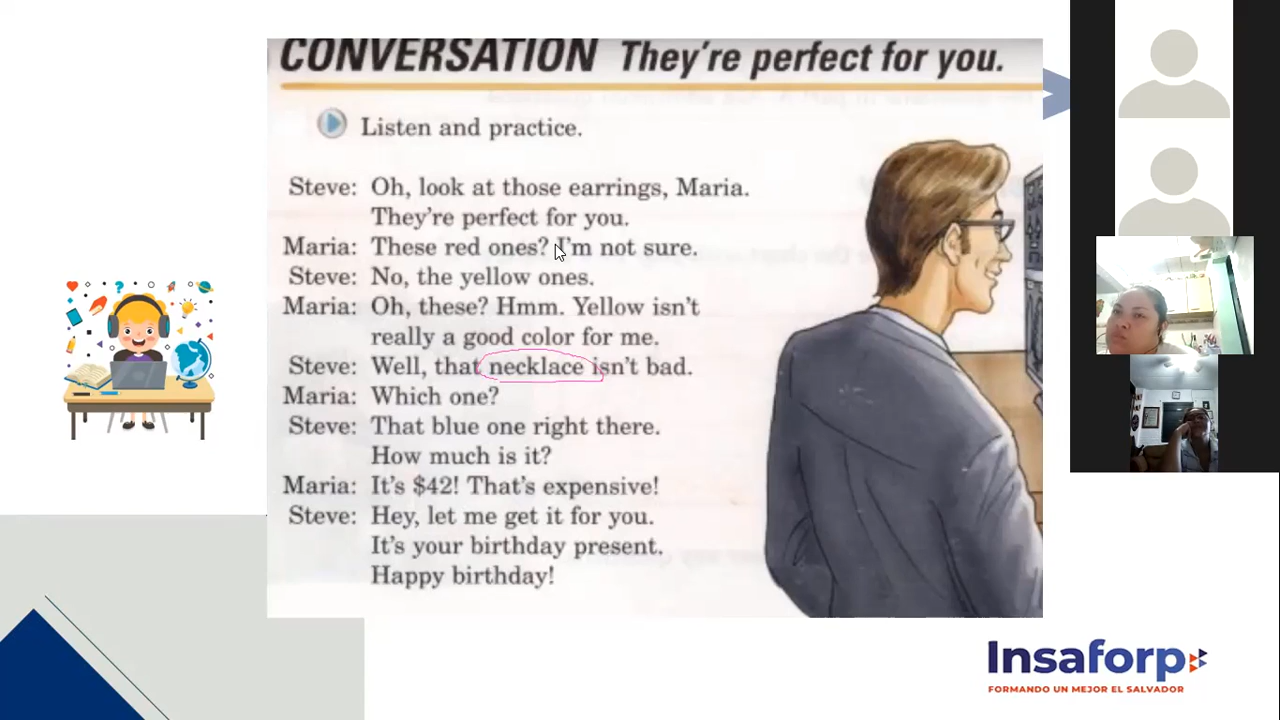 CONVERSATION They're perfect for you.
Listen and practice.
Steve: Oh, look at those earrings, Maria.
They're perfect for you.
Maria: These red ones? I'm not sure.
Steve: No, the yellow ones.
Maria: Oh, these? Hmm. Yellow isn't
really a good color for me.
Steve: Well, that necklace isn't bad.
Maria: Which one?
Steve: That blue one right there.
How much is it?
Maria: It's $42! That's expensive!
Steve: Hey, let me get it for you.
It's your birthday present.
Happy birthday!
Insaforp
FORMANDO UN MEJOR EL SALVADOR